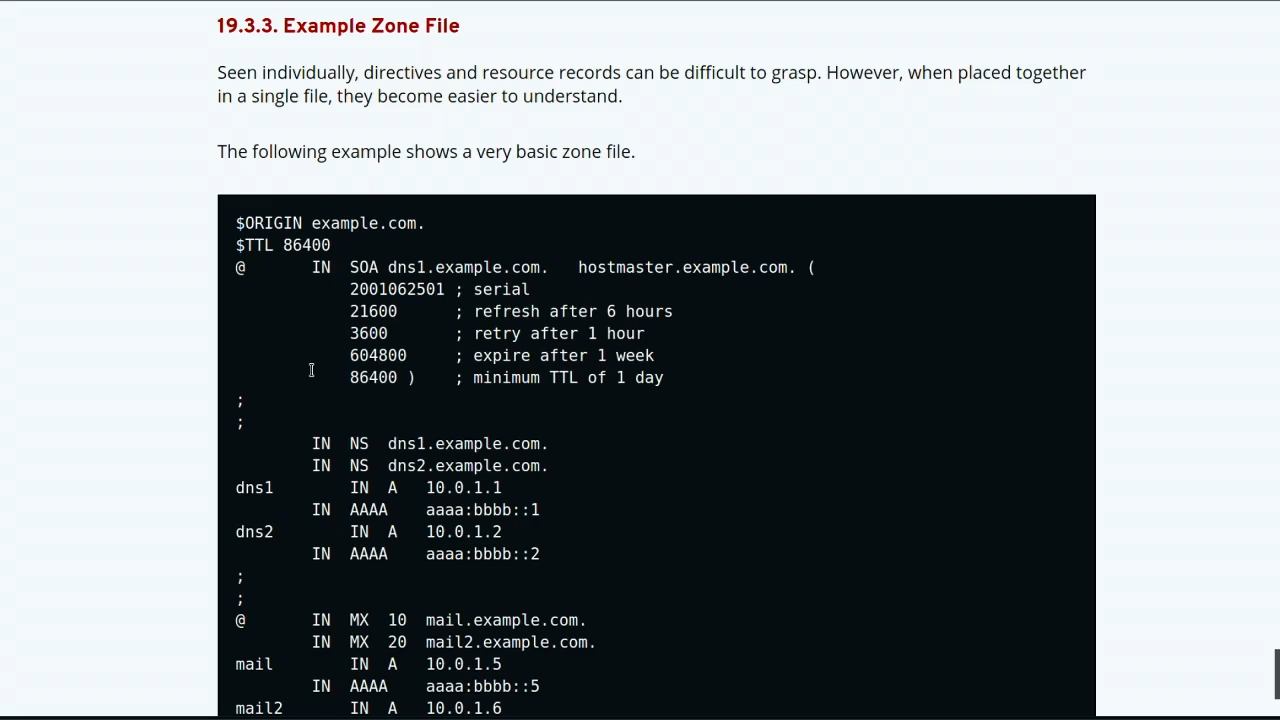 19.3.3. Example Zone File
Seen individually, directives and resource records can be difficult to grasp. However, when placed together
in a single file, they become easier to understand.
The following example shows a very basic zone file.
$ORIGIN example.com.
$TTL 86400
@ IN SOA dns1.example.com. hostmaster.example.com. (
2001062501 ; serial
21600 ; refresh after 6 hours
3600 ; retry after 1 hour
604800 ; expire after 1 week
86400 ) ; minimum TTL of 1 day
;
;
IN NS dns1.example.com.
IN NS dns2.example.com.
dns1 IN A 10.0.1.1
IN AAAA aaaa:bbbb::1
dns2 IN A 10.0.1.2
IN AAAA aaaa:bbbb::2
;
;
@ IN MX 10 mail.example.com.
IN MX 20 mail2.example.com.
mail IN A 10.0.1.5
IN AAAA aaaa:bbbb::5
mail2 IN A 10.0.1.6